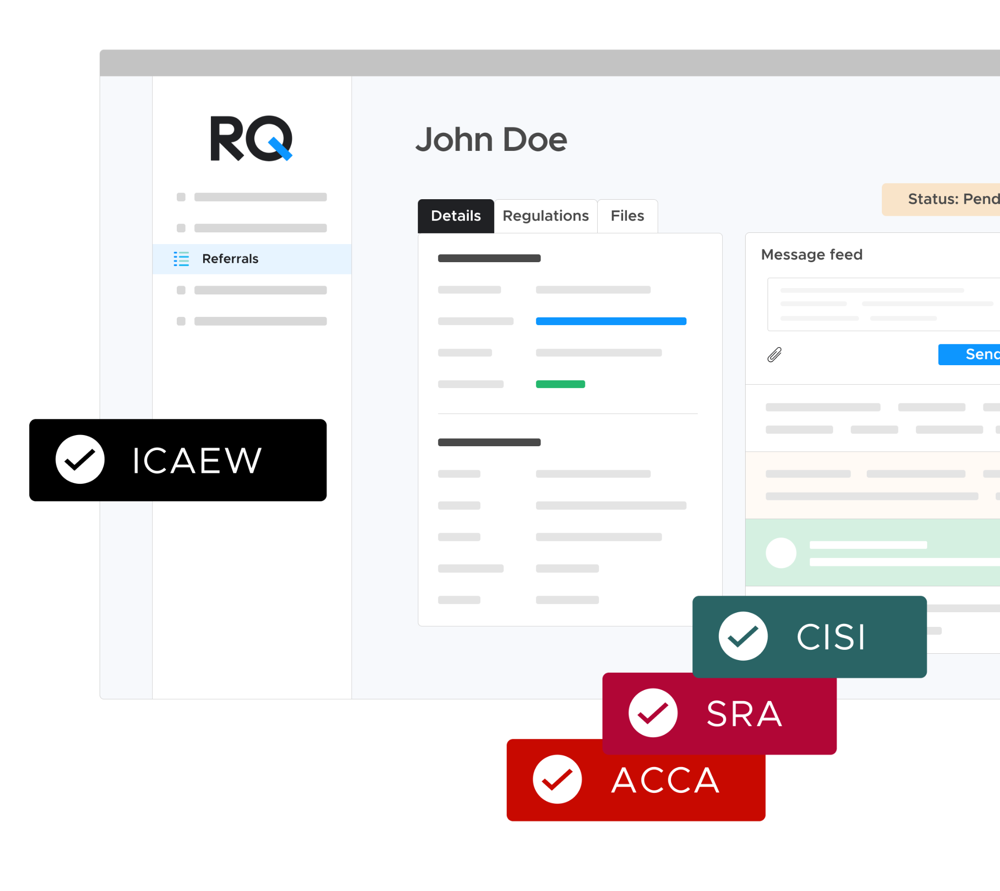 RQ
John Doe
Status: Pend
Details
Regulations
Files
Referrals
Message feed
Send
ICAEW
CISI
SRA
ACCA